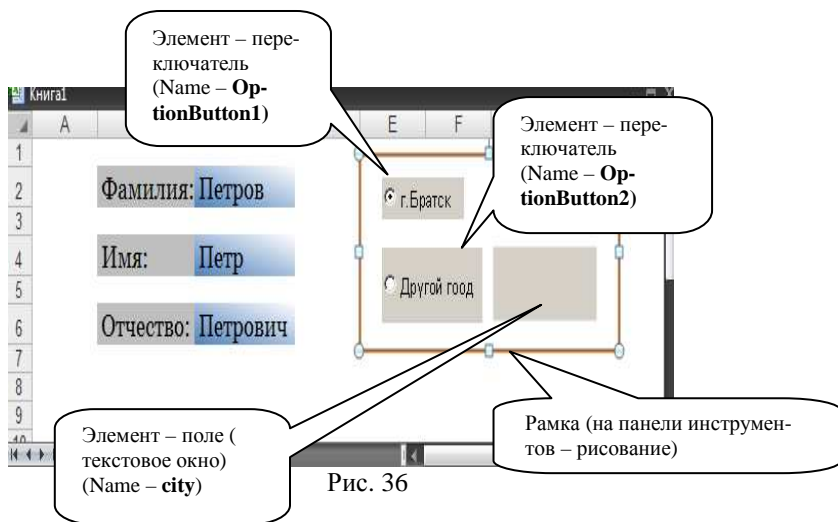 Элемент – пере-
ключатель
(Name – Op-
tionButton1)
Книга1
A E F
Элемент – пере-
ключатель
(Name – Op-
tionButton2)
1
2 Фамилия: Петров г.Братск
3
4 Имя: Петр
5 Другой гоод
6 Отчество: Петрович
7
8
9
10
Рамка (на панели инструмен-
тов – рисование)
Элемент – поле (
текстовое окно)
(Name – city)
Рис. 36